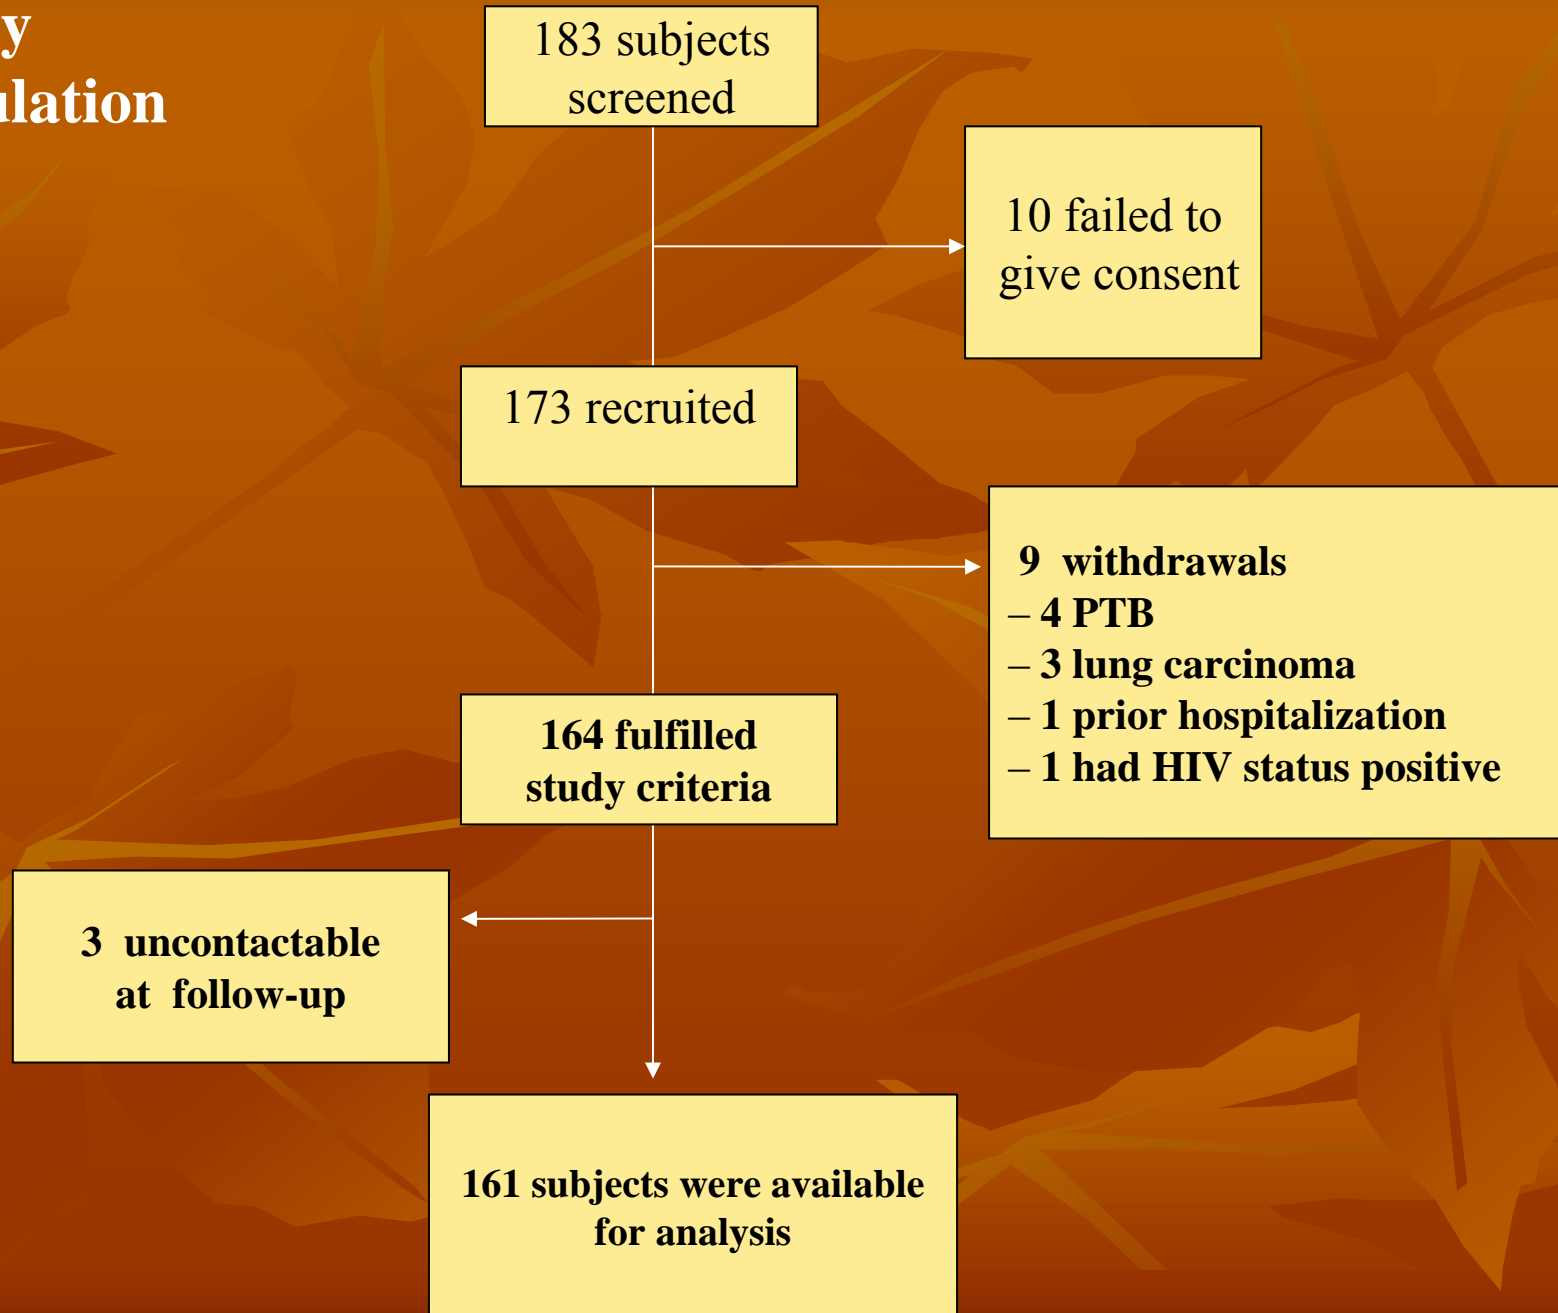 y
ulation
183 subjects
screened
10 failed to
give consent
173 recruited
9 withdrawals
– 4 PTB
– 3 lung carcinoma
– 1 prior hospitalization
– 1 had HIV status positive
164 fulfilled
study criteria
3 uncontactable
at follow-up
161 subjects were available
for analysis